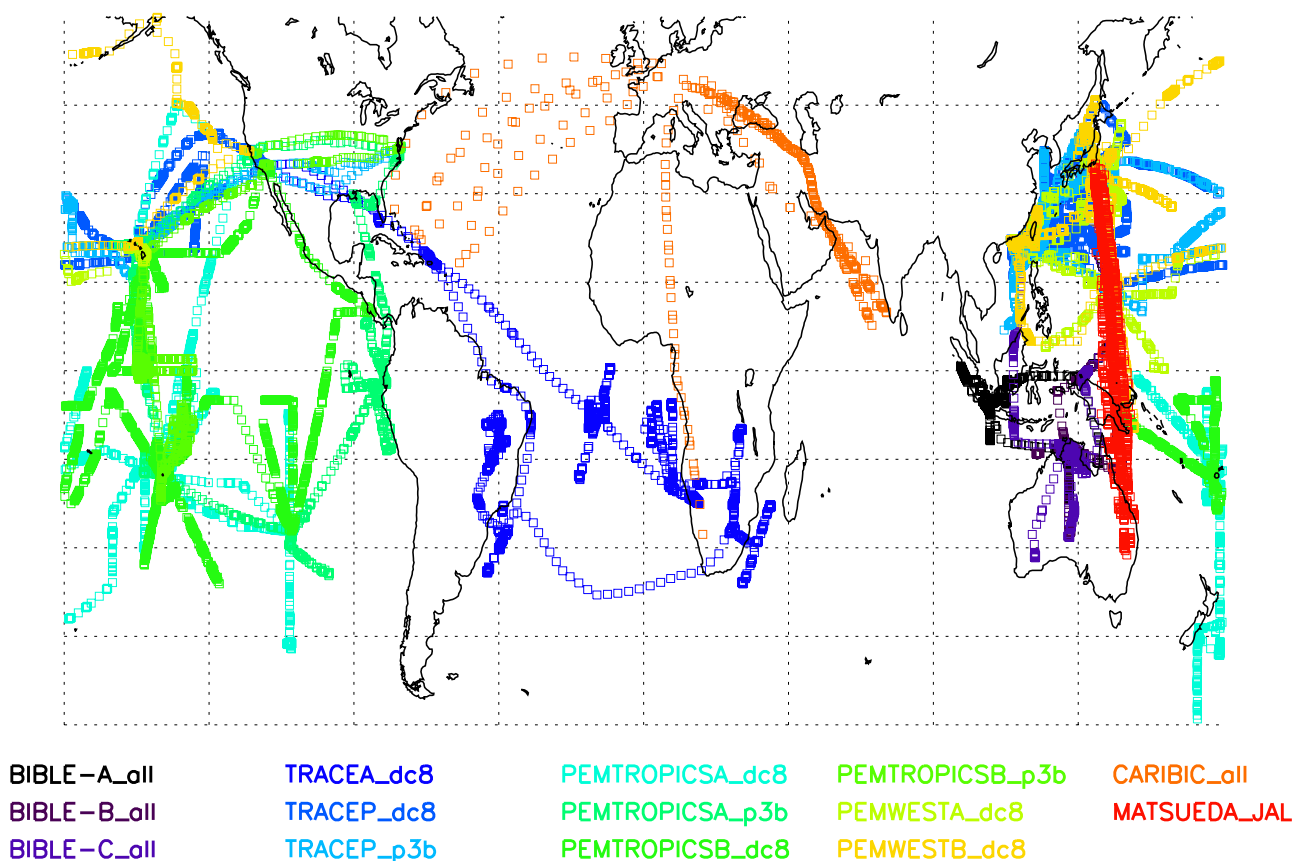 BIBLE-A_all TRACEA_dc8 PEMTROPICSA_dc8 PEMTROPICSB_p3b CARIBIC_all
BIBLE-B_all TRACEP_dc8 PEMTROPICSA_p3b PEMWESTA_dc8 MATSUEDA_JAL
BIBLE-C_all TRACEP_p3b PEMTROPICSB_dc8 PEMWESTB_dc8